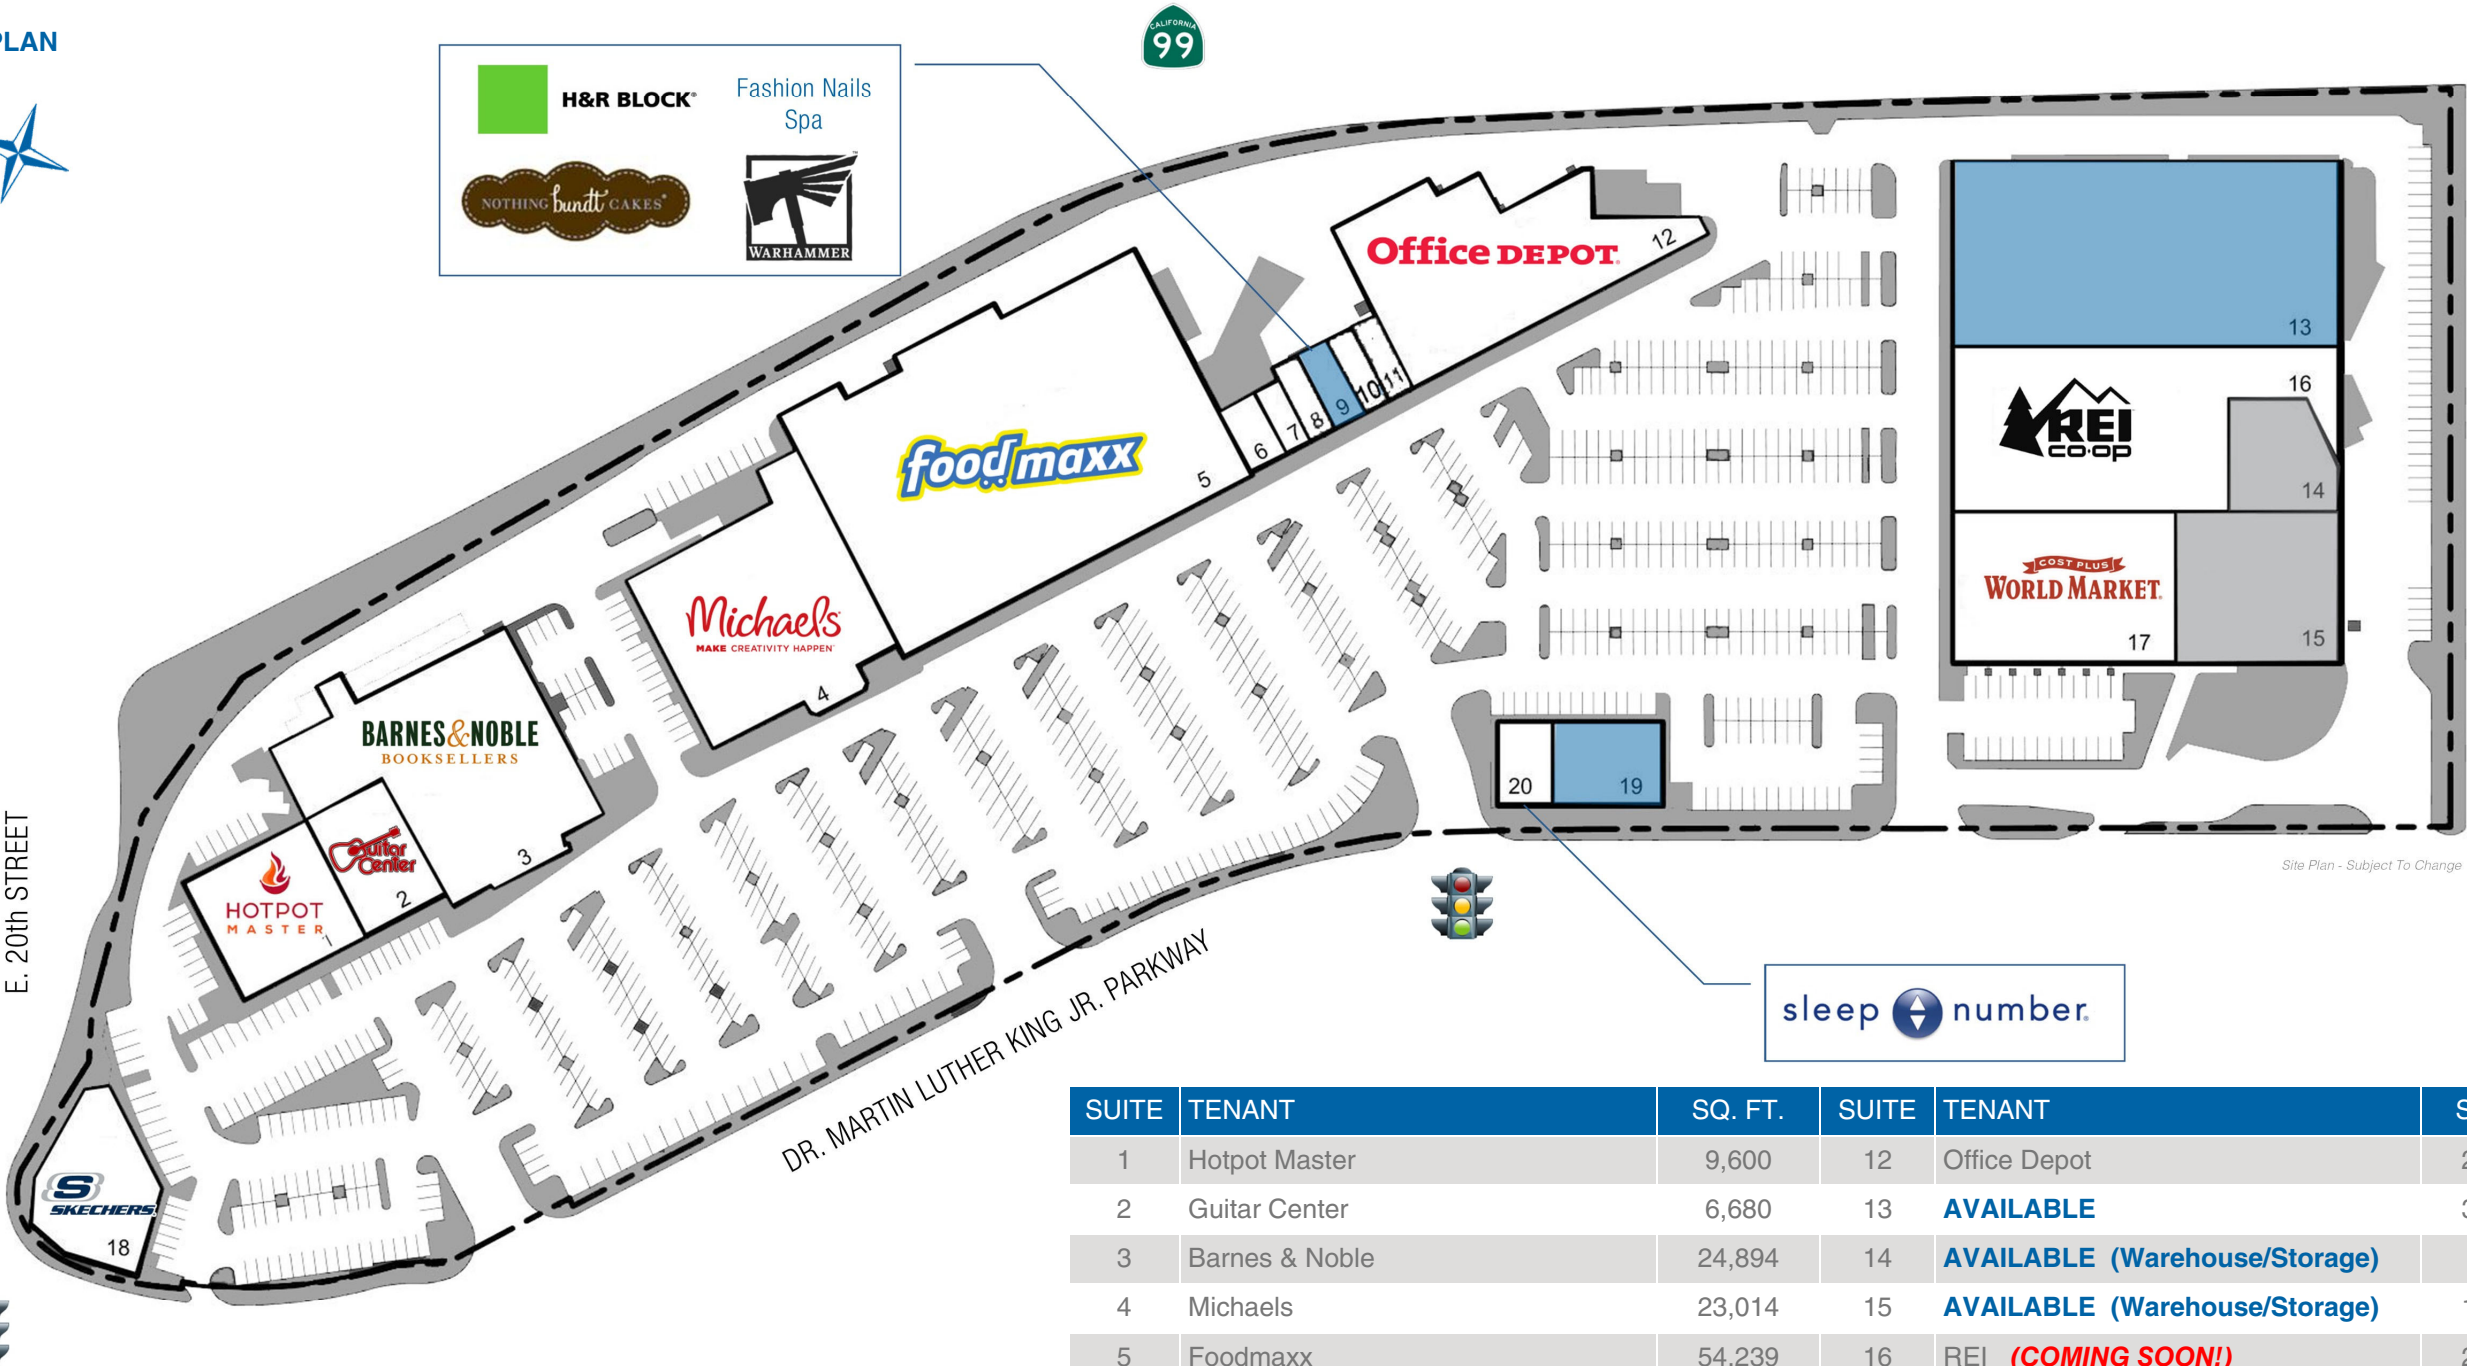 PLAN
CALIFORNIA
99
H&R BLOCK®
Fashion Nails
Spa
NOTHING bundt CAKES®
WARHAMMER™
Office DEPOT.
12
13
foodmaxx
5
6
7
8
9
10
11
16
REI
co·op
14
COST PLUS
WORLD MARKET.
17
15
Michaels
MAKE CREATIVITY HAPPEN
4
BARNES&NOBLE
BOOKSELLERS
3
Guitar
Center
2
HOTPOT
MASTER
1
20
19
E. 20th STREET
Site Plan - Subject To Change
DR. MARTIN LUTHER KING JR. PARKWAY
sleep number.
S
SKECHERS
18
SUITE TENANT SQ. FT. SUITE TENANT
1 Hotpot Master 9,600 12 Office Depot
2 Guitar Center 6,680 13 AVAILABLE
3 Barnes & Noble 24,894 14 AVAILABLE (Warehouse/Storage)
4 Michaels 23,014 15 AVAILABLE (Warehouse/Storage)
5 Foodmaxx 54,239 16 REI (COMING SOON!)